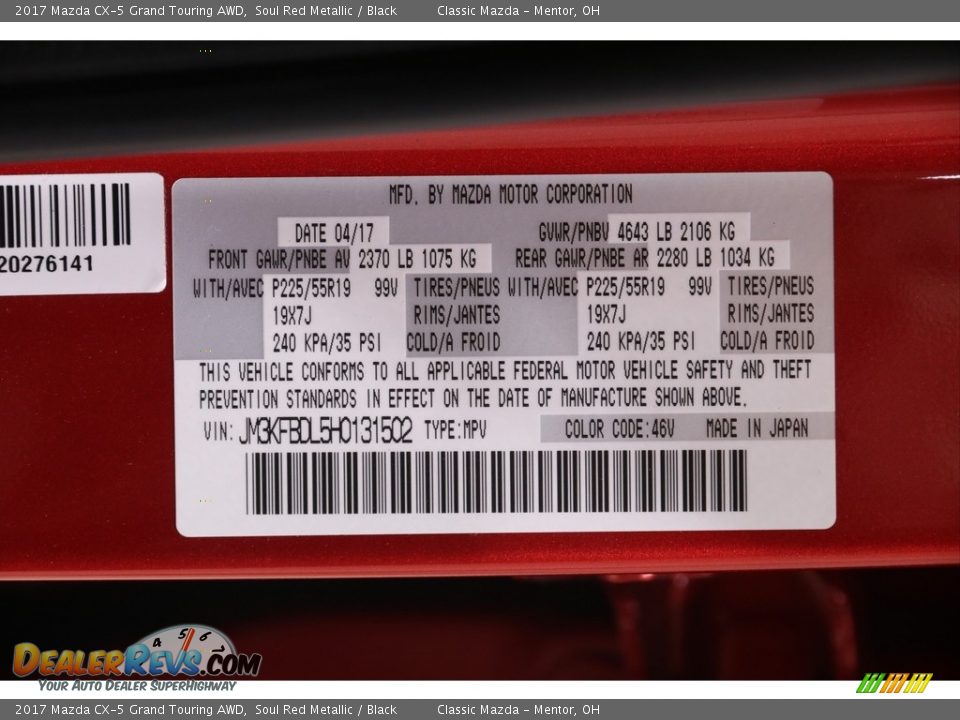 2017 Mazda CX-5 Grand Touring AWD, Soul Red Metallic / Black Classic Mazda - Mentor, OH
MFD. BY MAZDA MOTOR CORPORATION
DATE 04/17 GVWR/PNBV 4643 LB 2106 KG
FRONT GAWR/PNBE AV 2370 LB 1075 KG REAR GAWR/PNBE AR 2280 LB 1034 KG
WITH/AVEC P225/55R19 99V TIRES/PNEUS WITH/AVEC P225/55R19 99V TIRES/PNEUS
19X7J RIMS/JANTES 19X7J RIMS/JANTES
240 KPA/35 PSI COLD/A FROID 240 KPA/35 PSI COLD/A FROID
THIS VEHICLE CONFORMS TO ALL APPLICABLE FEDERAL MOTOR VEHICLE SAFETY AND THEFT
PREVENTION STANDARDS IN EFFECT ON THE DATE OF MANUFACTURE SHOWN ABOVE.
VIN: JM3KFBDL5H0131502 TYPE:MPV COLOR CODE:46V MADE IN JAPAN
20276141
4 5 6
DealerRevs.com
Your Auto Dealer SuperHighway
2017 Mazda CX-5 Grand Touring AWD, Soul Red Metallic / Black Classic Mazda - Mentor, OH